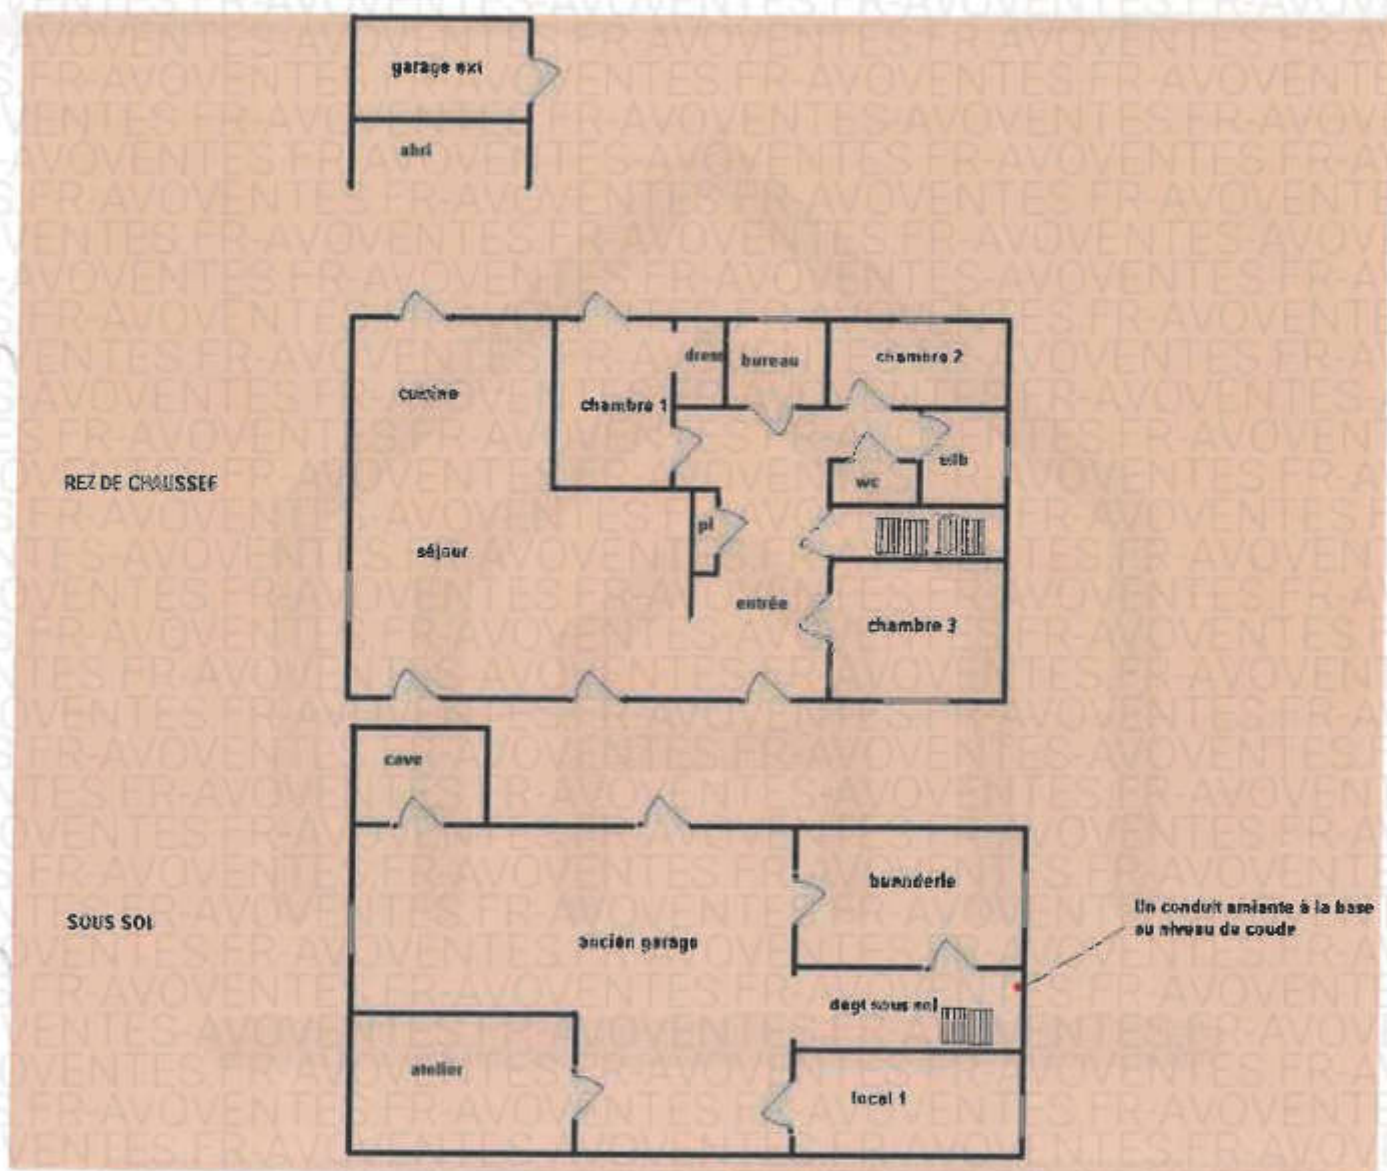 garage ext
abri
cuisine
chambre 1
dress
bureau
chambre 2
sdb
wc
REZ DE CHAUSSEE
séjour
pl
entrée
chambre 3
cave
buanderie
SOUS SOL
ancien garage
Un conduit amiante à la base
au niveau du coude
degt sous sol
atelier
local 1